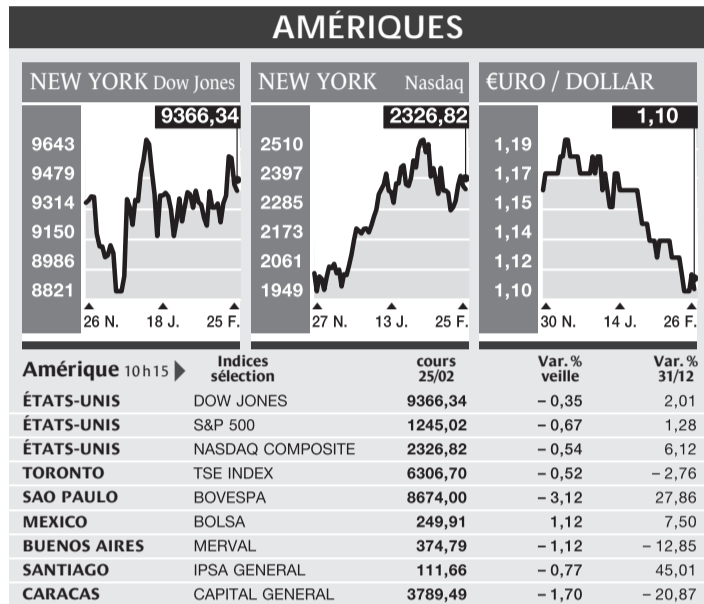 AMÉRIQUES
NEW YORK Dow Jones
9366,34
9643
9479
9314
9150
8986
8821
26 N. 18 J. 25 F.
NEW YORK Nasdaq
2326,82
2510
2397
2285
2173
2061
1949
27 N. 13 J. 25 F.
€URO / DOLLAR
1,10
1,19
1,17
1,15
1,14
1,12
1,10
30 N. 14 J. 26 F.
Amérique 10h15 Indices sélection cours 25/02 Var. % veille Var. % 31/12
ÉTATS-UNIS DOW JONES 9366,34 – 0,35 2,01
ÉTATS-UNIS S&P 500 1245,02 – 0,67 1,28
ÉTATS-UNIS NASDAQ COMPOSITE 2326,82 – 0,54 6,12
TORONTO TSE INDEX 6306,70 – 0,52 – 2,76
SAO PAULO BOVESPA 8674,00 – 3,12 27,86
MEXICO BOLSA 249,91 1,12 7,50
BUENOS AIRES MERVAL 374,79 – 1,12 – 12,85
SANTIAGO IPSA GENERAL 111,66 – 0,77 45,01
CARACAS CAPITAL GENERAL 3789,49 – 1,70 – 20,87